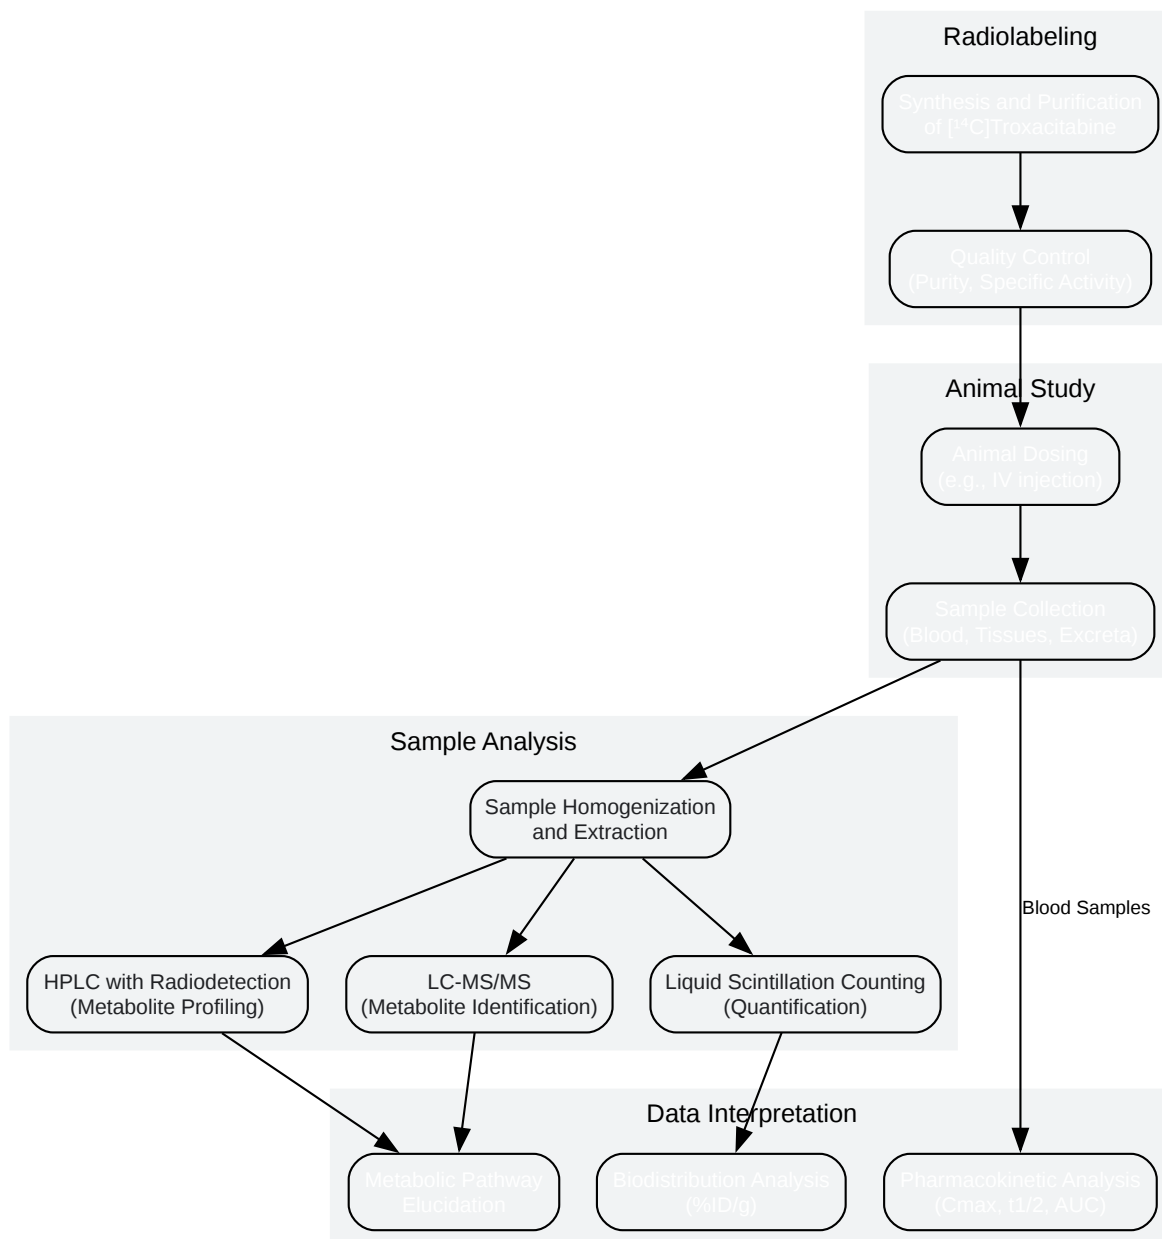 Radiolabeling
Synthesis and Purification
of [¹⁴C]Troxacitabine
Quality Control
(Purity, Specific Activity)
Animal Study
Animal Dosing
(e.g., IV injection)
Sample Collection
(Blood, Tissues, Excreta)
Sample Analysis
Sample Homogenization
and Extraction
Blood Samples
HPLC with Radiodetection
(Metabolite Profiling)
LC-MS/MS
(Metabolite Identification)
Liquid Scintillation Counting
(Quantification)
Data Interpretation
Metabolic Pathway
Elucidation
Biodistribution Analysis
(%ID/g)
Pharmacokinetic Analysis
(Cmax, t1/2, AUC)